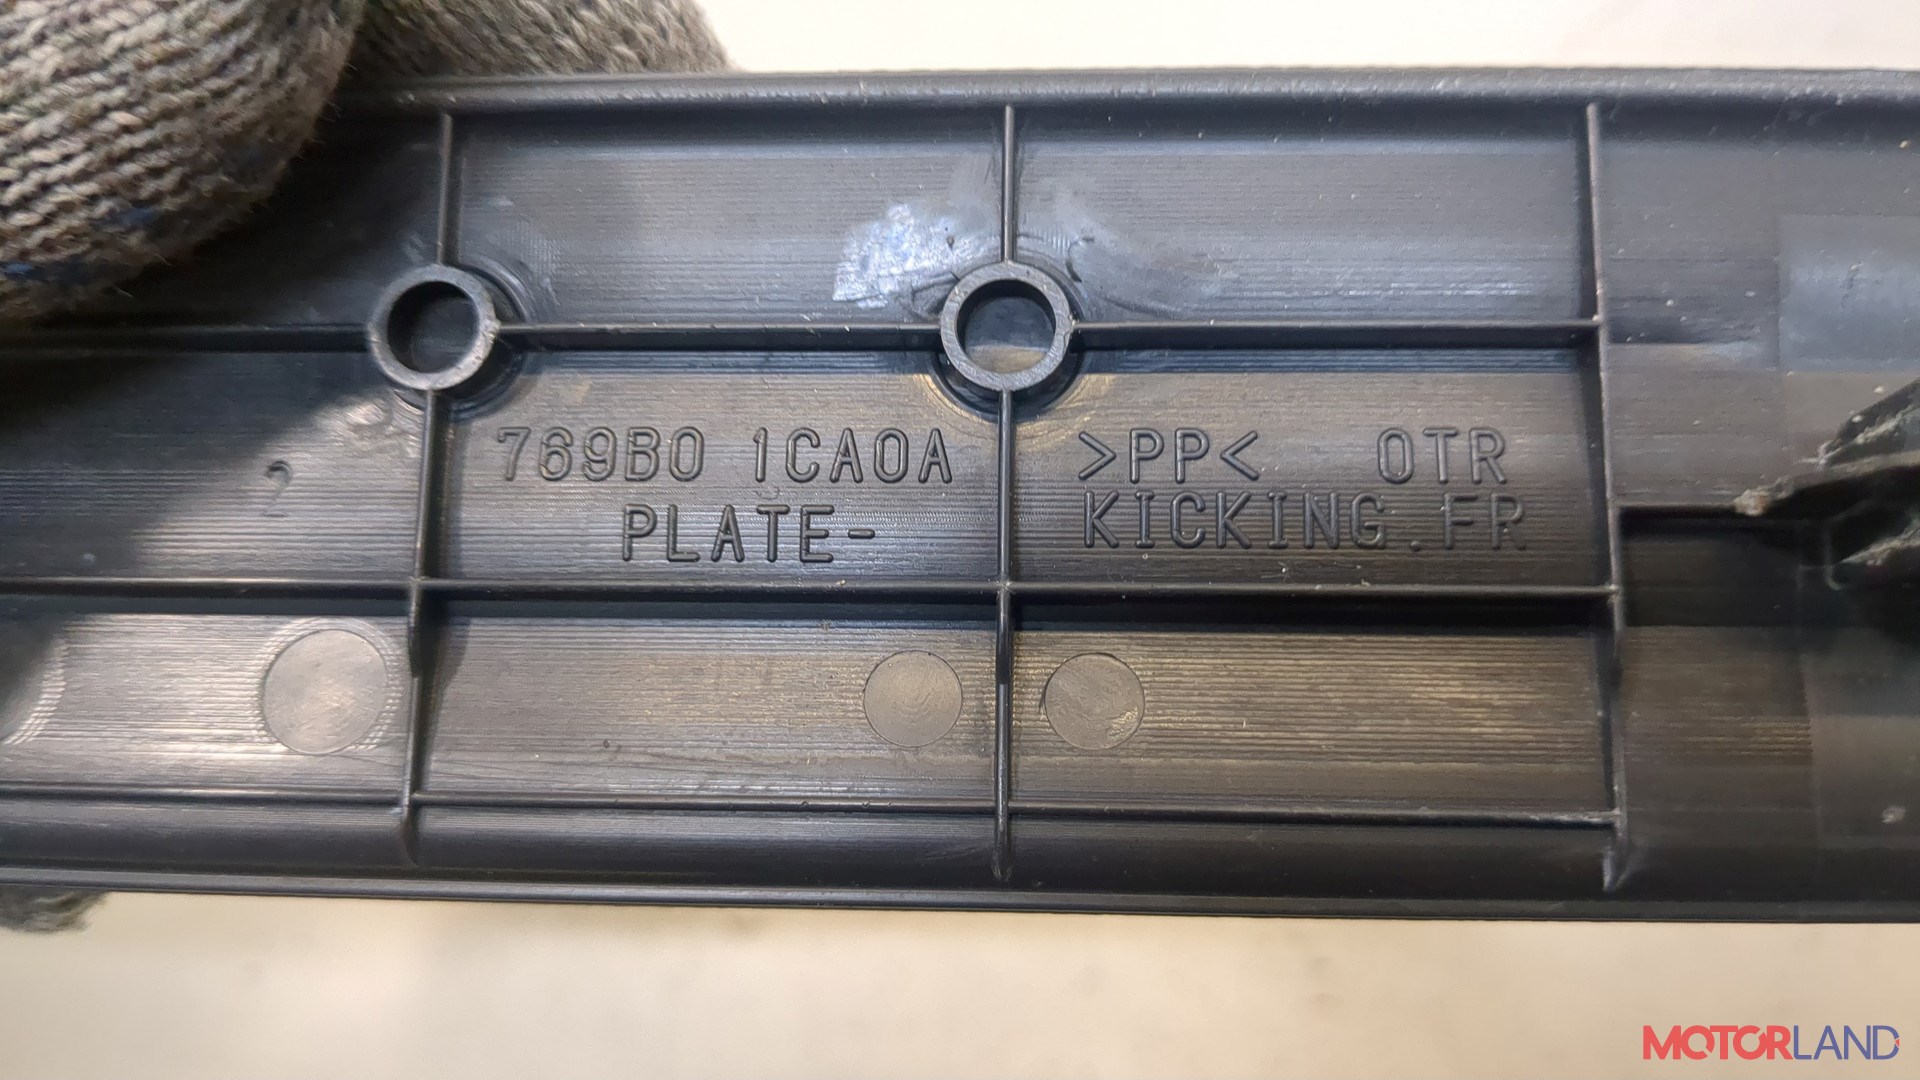 2
769B0 1CA0A >PP< OTR
PLATE- KICKING.FR
MOTORLAND